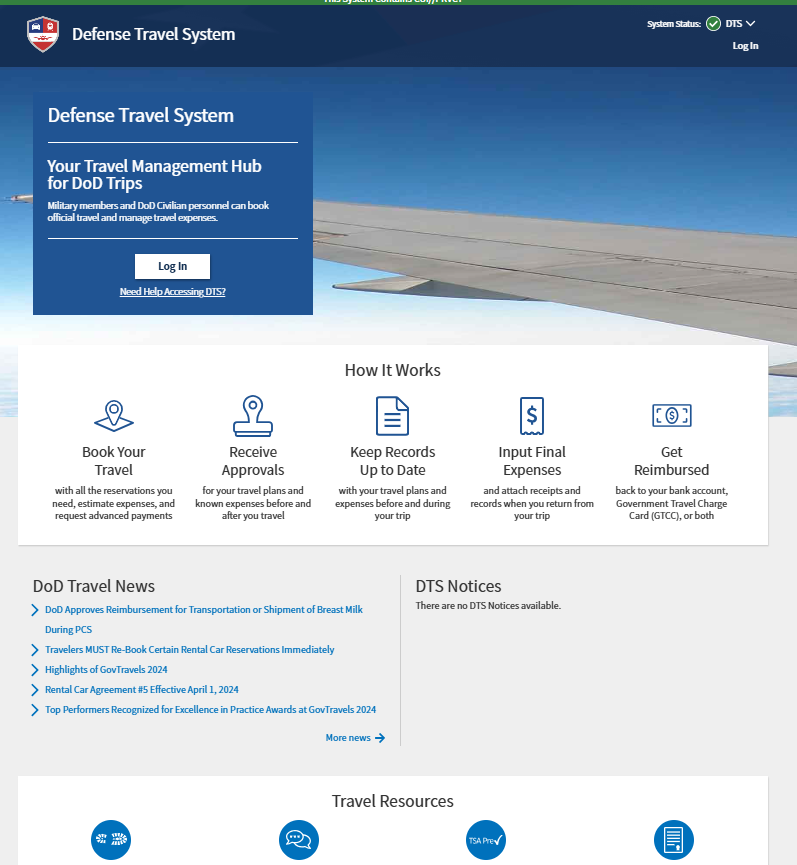 This System Contains CUI//PRVCY
Defense Travel System
System Status: DTS
Log In
Defense Travel System
Your Travel Management Hub
for DoD Trips
Military members and DoD Civilian personnel can book
official travel and manage travel expenses.
Log In
Need Help Accessing DTS?
How It Works
Book Your
Travel
with all the reservations you
need, estimate expenses, and
request advanced payments
Receive
Approvals
for your travel plans and
known expenses before and
after you travel
Keep Records
Up to Date
with your travel plans and
expenses before and during
your trip
$
Input Final
Expenses
and attach receipts and
records when you return from
your trip
$
Get
Reimbursed
back to your bank account,
Government Travel Charge
Card (GTCC), or both
DoD Travel News
DoD Approves Reimbursement for Transportation or Shipment of Breast Milk
During PCS
Travelers MUST Re-Book Certain Rental Car Reservations Immediately
Highlights of GovTravels 2024
Rental Car Agreement #5 Effective April 1, 2024
Top Performers Recognized for Excellence in Practice Awards at GovTravels 2024
More news
DTS Notices
There are no DTS Notices available.
Travel Resources
TSA Pre✓